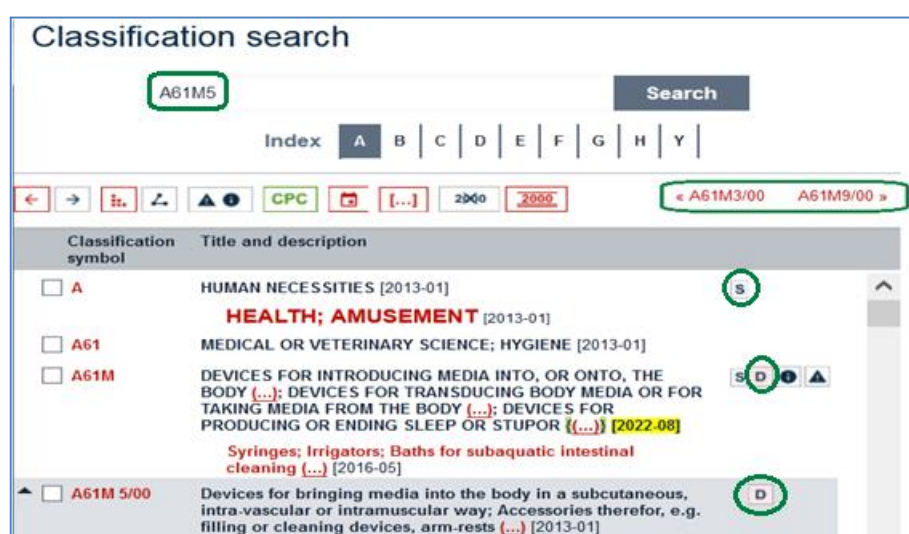 Classification search
A61M5 Search
Index A B C D E F G H Y
CPC [...] 2000 2000 « A61M3/00 A61M9/00 »
Classification symbol Title and description
A HUMAN NECESSITIES [2013-01] S
HEALTH; AMUSEMENT [2013-01]
A61 MEDICAL OR VETERINARY SCIENCE; HYGIENE [2013-01]
A61M DEVICES FOR INTRODUCING MEDIA INTO, OR ONTO, THE S D
BODY (...); DEVICES FOR TRANSDUCING BODY MEDIA OR FOR
TAKING MEDIA FROM THE BODY (...); DEVICES FOR
PRODUCING OR ENDING SLEEP OR STUPOR {(...)} [2022-08]
Syringes; Irrigators; Baths for subaquatic intestinal
cleaning (...) [2016-05]
A61M 5/00 Devices for bringing media into the body in a subcutaneous, D
intra-vascular or intramuscular way; Accessories therefor, e.g.
filling or cleaning devices, arm-rests (...) [2013-01]